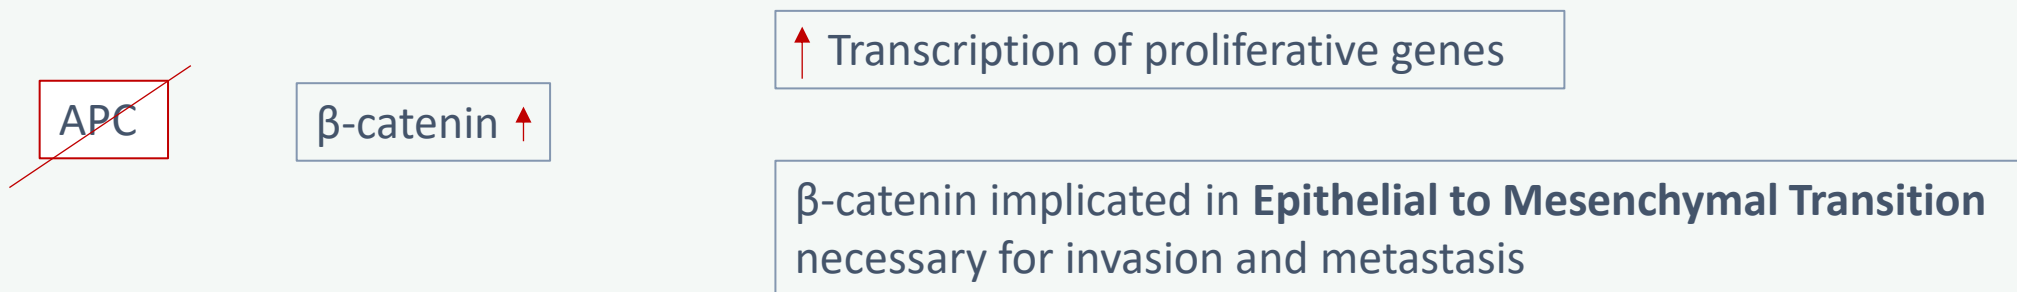 Transcription of proliferative genes
APC
β-catenin
β-catenin implicated in Epithelial to Mesenchymal Transition
necessary for invasion and metastasis